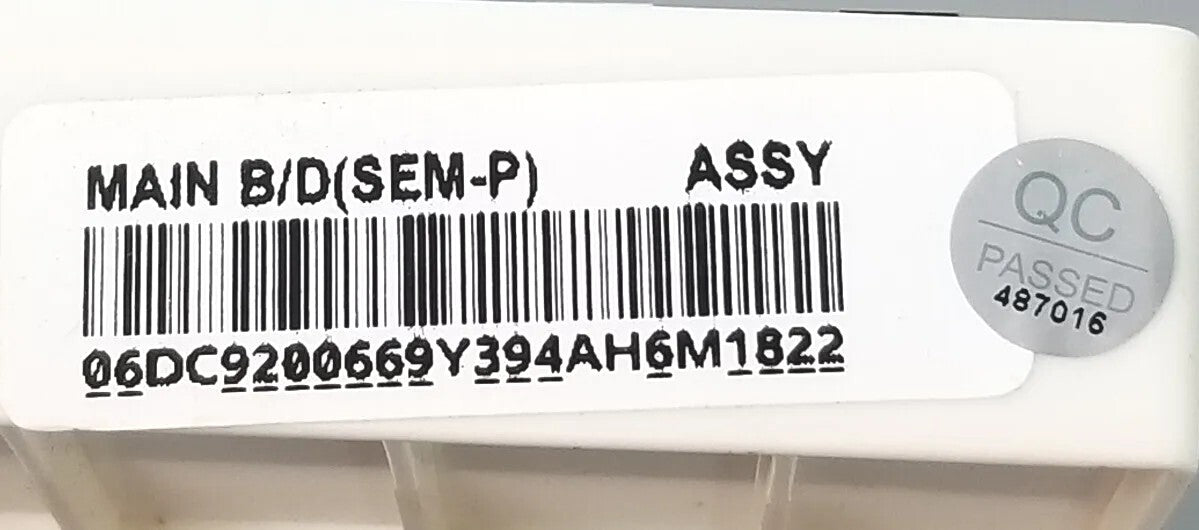 MAIN B/D(SEM-P) ASSY
06DC9200669Y394AH6M1822
QC
PASSED
487016